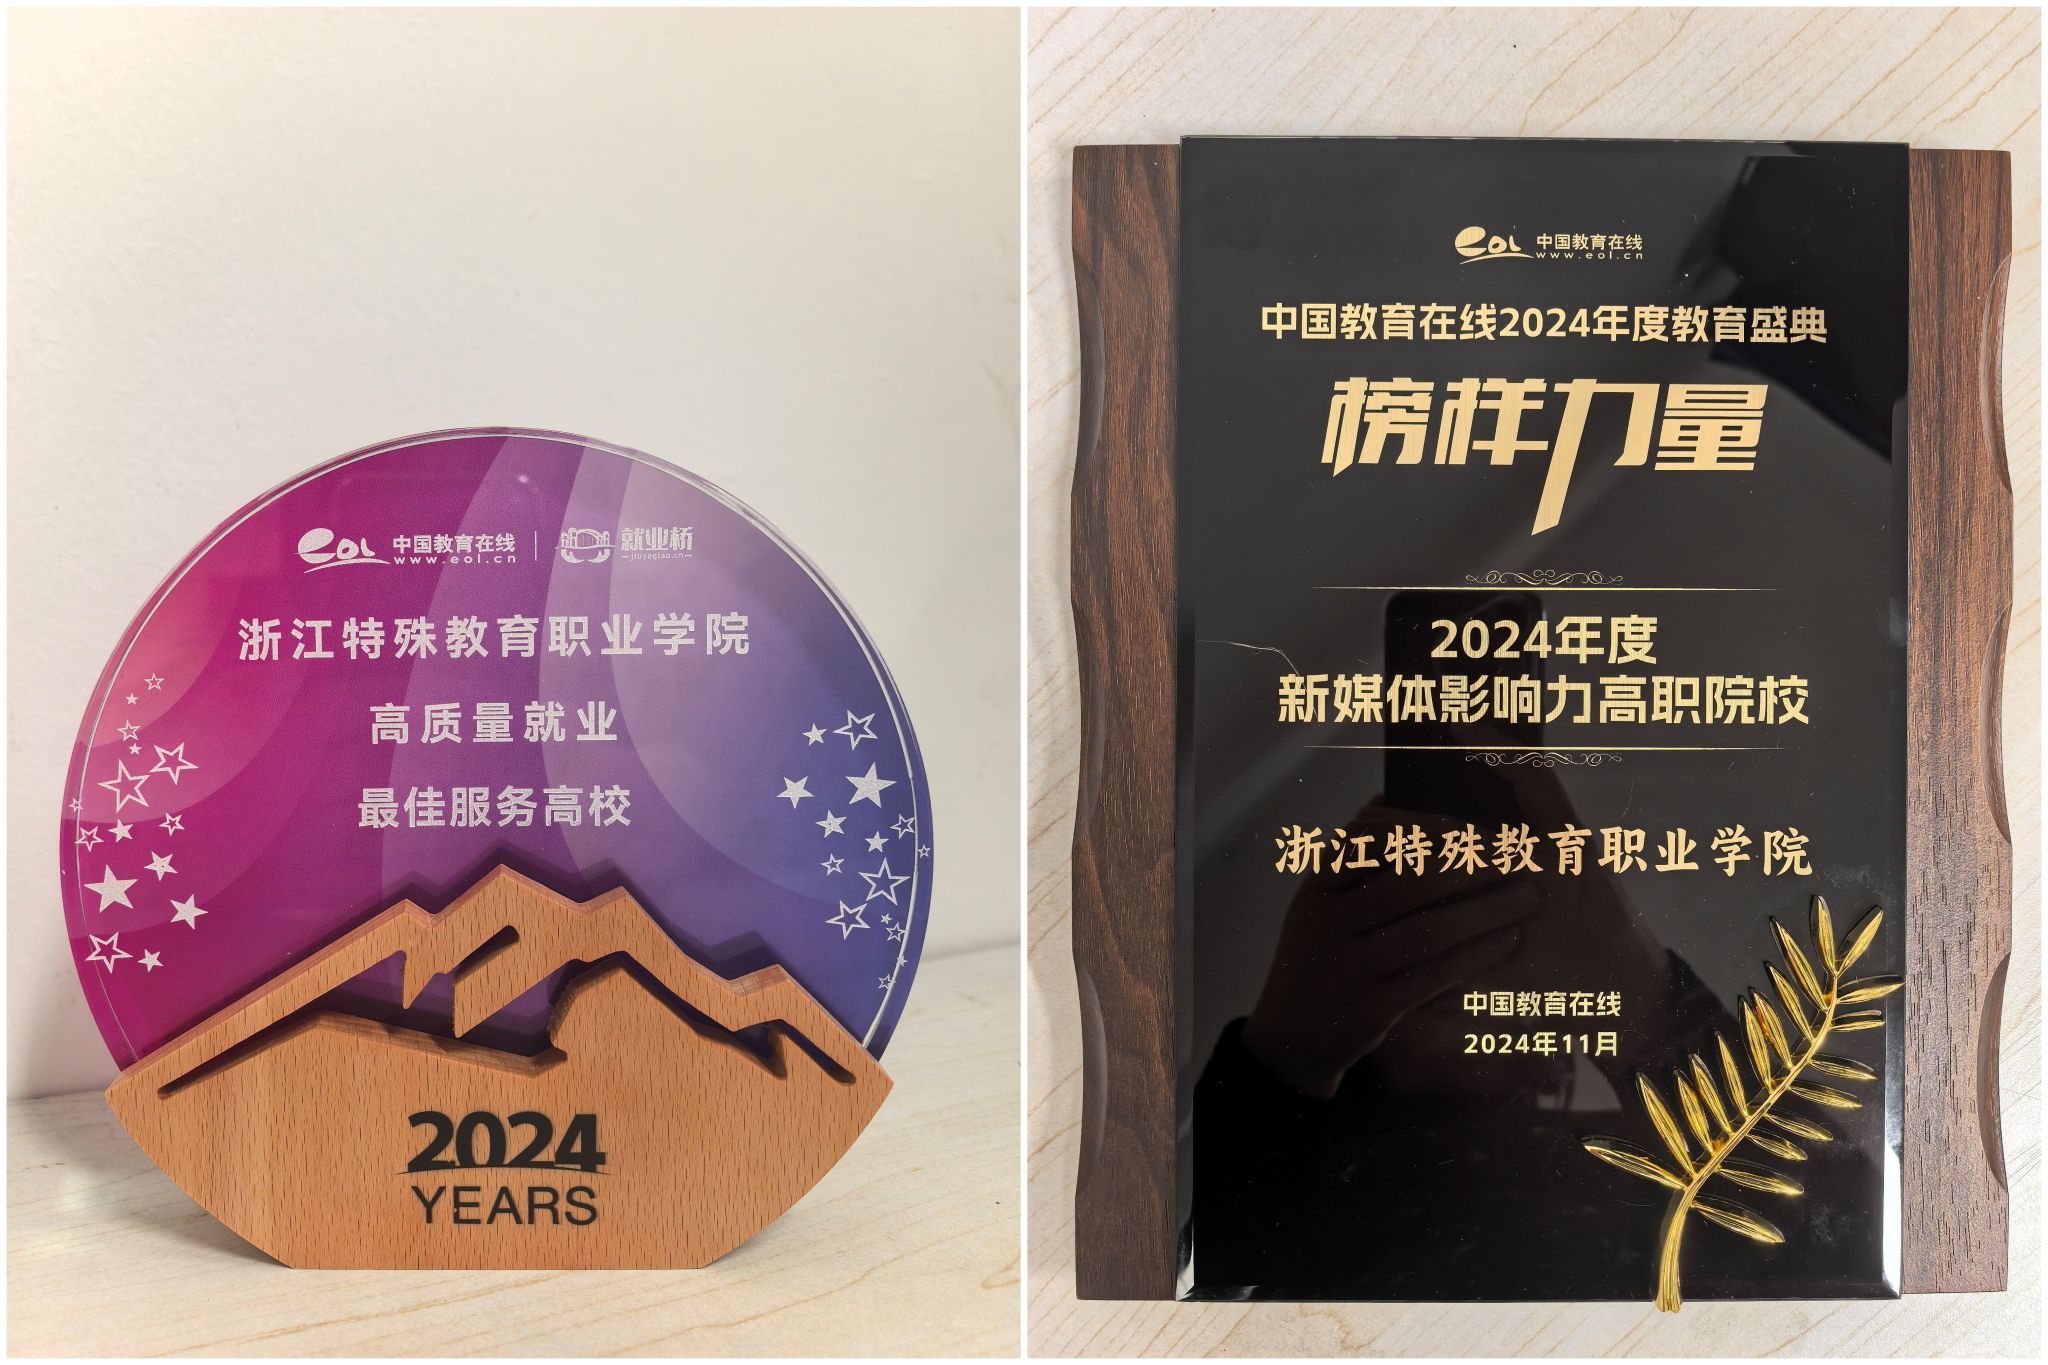 eol 中国教育在线 | 就业桥
www.eol.cn jiuyeqiao.cn
浙江特殊教育职业学院
高质量就业
最佳服务高校
2024
YEARS
eol 中国教育在线
www.eol.cn
中国教育在线2024年度教育盛典
榜样力量
2024年度
新媒体影响力高职院校
浙江特殊教育职业学院
中国教育在线
2024年11月